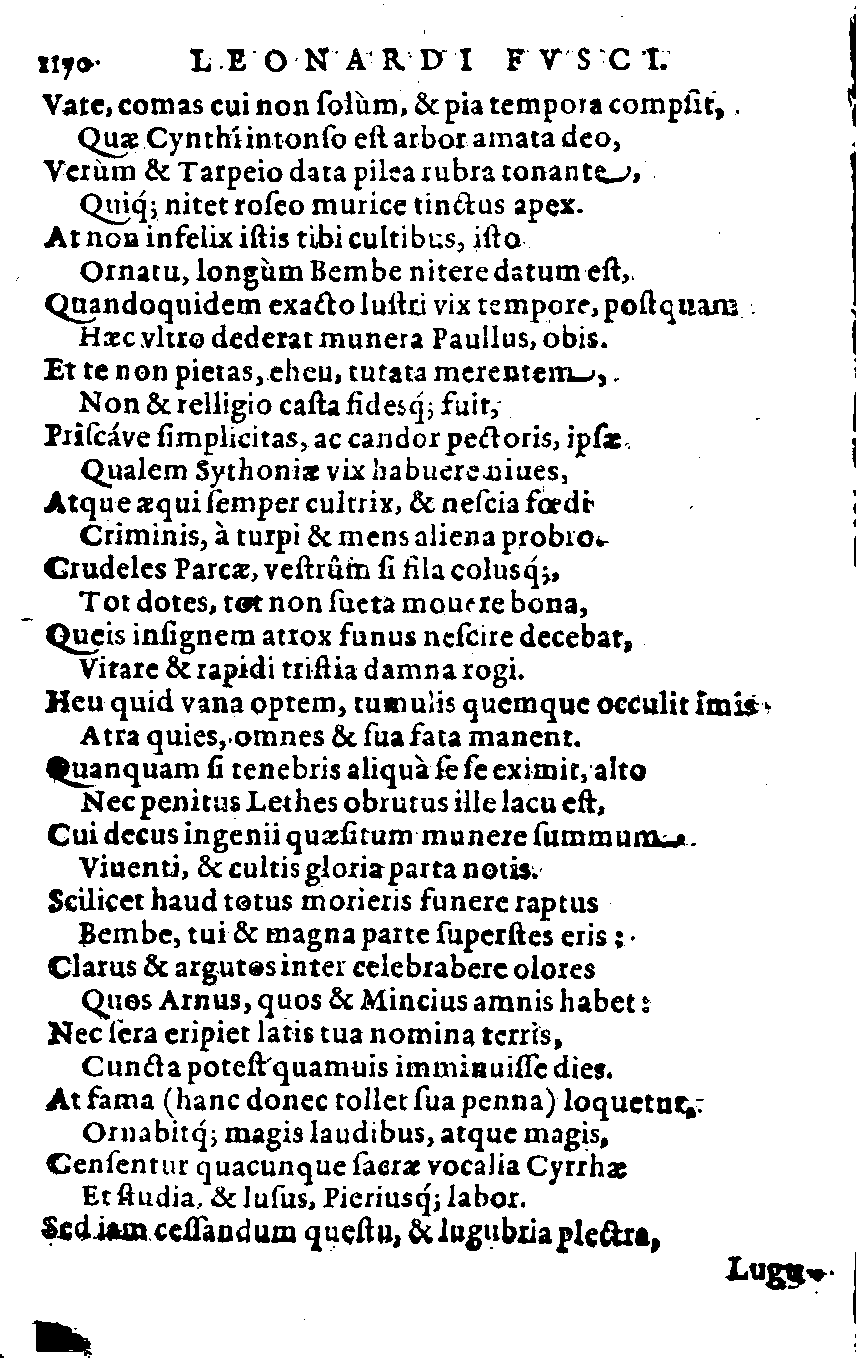 1170. LEONARDI FVSCI.
Vate, comas cui non ſolùm, & pia tempora compſit,
Quæ Cynthi intonſo eſt arbor amata deo,
Verùm & Tarpeio data pilea rubra tonante,
Quiq́; nitet roſeo murice tinctus apex.
At non infelix iſtis tibi cultibus, iſto
Ornatu, longùm Bembe nitere datum eſt,
Quandoquidem exacto luſtri vix tempore, poſtquam
Hæc vltro dederat munera Paullus, obis.
Et te non pietas, eheu, tutata merentem,
Non & relligio caſta fidesq́; fuit,
Priſcáve ſimplicitas, ac candor pectoris, ipſæ
Qualem Sythoniæ vix habuere niues,
Atque æqui ſemper cultrix, & neſcia fœdi
Criminis, à turpi & mens aliena probro.
Crudeles Parcæ, veſtrûm ſi fila colusq́;,
Tot dotes, tot non ſueta mouere bona,
Queis inſignem atrox funus neſcire decebat,
Vitare & rapidi triſtia damna rogi.
Heu quid vana optem, tumulis quemque occulit imis
Atra quies, omnes & ſua fata manent.
Quanquam ſi tenebris aliquà ſe ſe eximit, alto
Nec penitus Lethes obrutus ille lacu eſt,
Cui decus ingenii quæſitum munere ſummum
Viuenti, & cultis gloria parta notis.
Scilicet haud totus morieris funere raptus
Bembe, tui & magna parte ſuperſtes eris:
Clarus & argutos inter celebrabere olores
Quos Arnus, quos & Mincius amnis habet:
Nec ſera eripiet latis tua nomina terris,
Cuncta poteſt quamuis imminuiſſe dies.
At fama (hanc donec tollet ſua penna) loquetur,
Ornabitq́; magis laudibus, atque magis,
Cenſentur quacunque ſacræ vocalia Cyrrhæ
Et ſtudia, & luſus, Pieriusq́; labor.
Sed iam ceſſandum queſtu, & lugubria plectra,
Lugu-